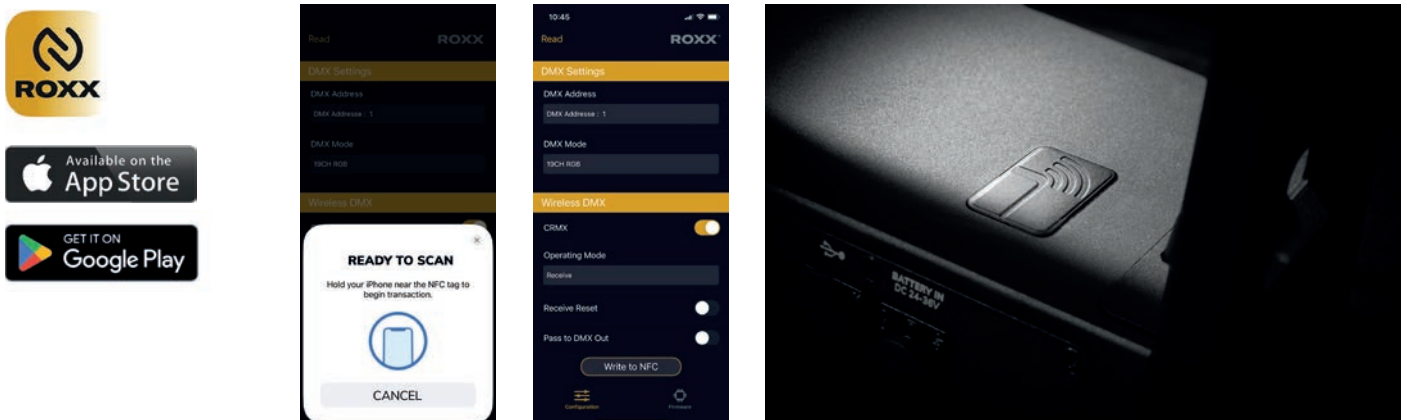 ROXX
Available on the
App Store
GET IT ON
Google Play
Read ROXX
DMX Settings
DMX Address
DMX Addresse : 1
DMX Mode
19CH RGB
Wireless DMX
READY TO SCAN
Hold your iPhone near the NFC tag to
begin transaction.
CANCEL
10:45
Read ROXX
DMX Settings
DMX Address
DMX Addresse : 1
DMX Mode
19CH RGB
Wireless DMX
CRMX
Operating Mode
Receive
Receive Reset
Pass to DMX Out
Write to NFC
Configuration Firmware
BATTERY IN
DC 24-36V